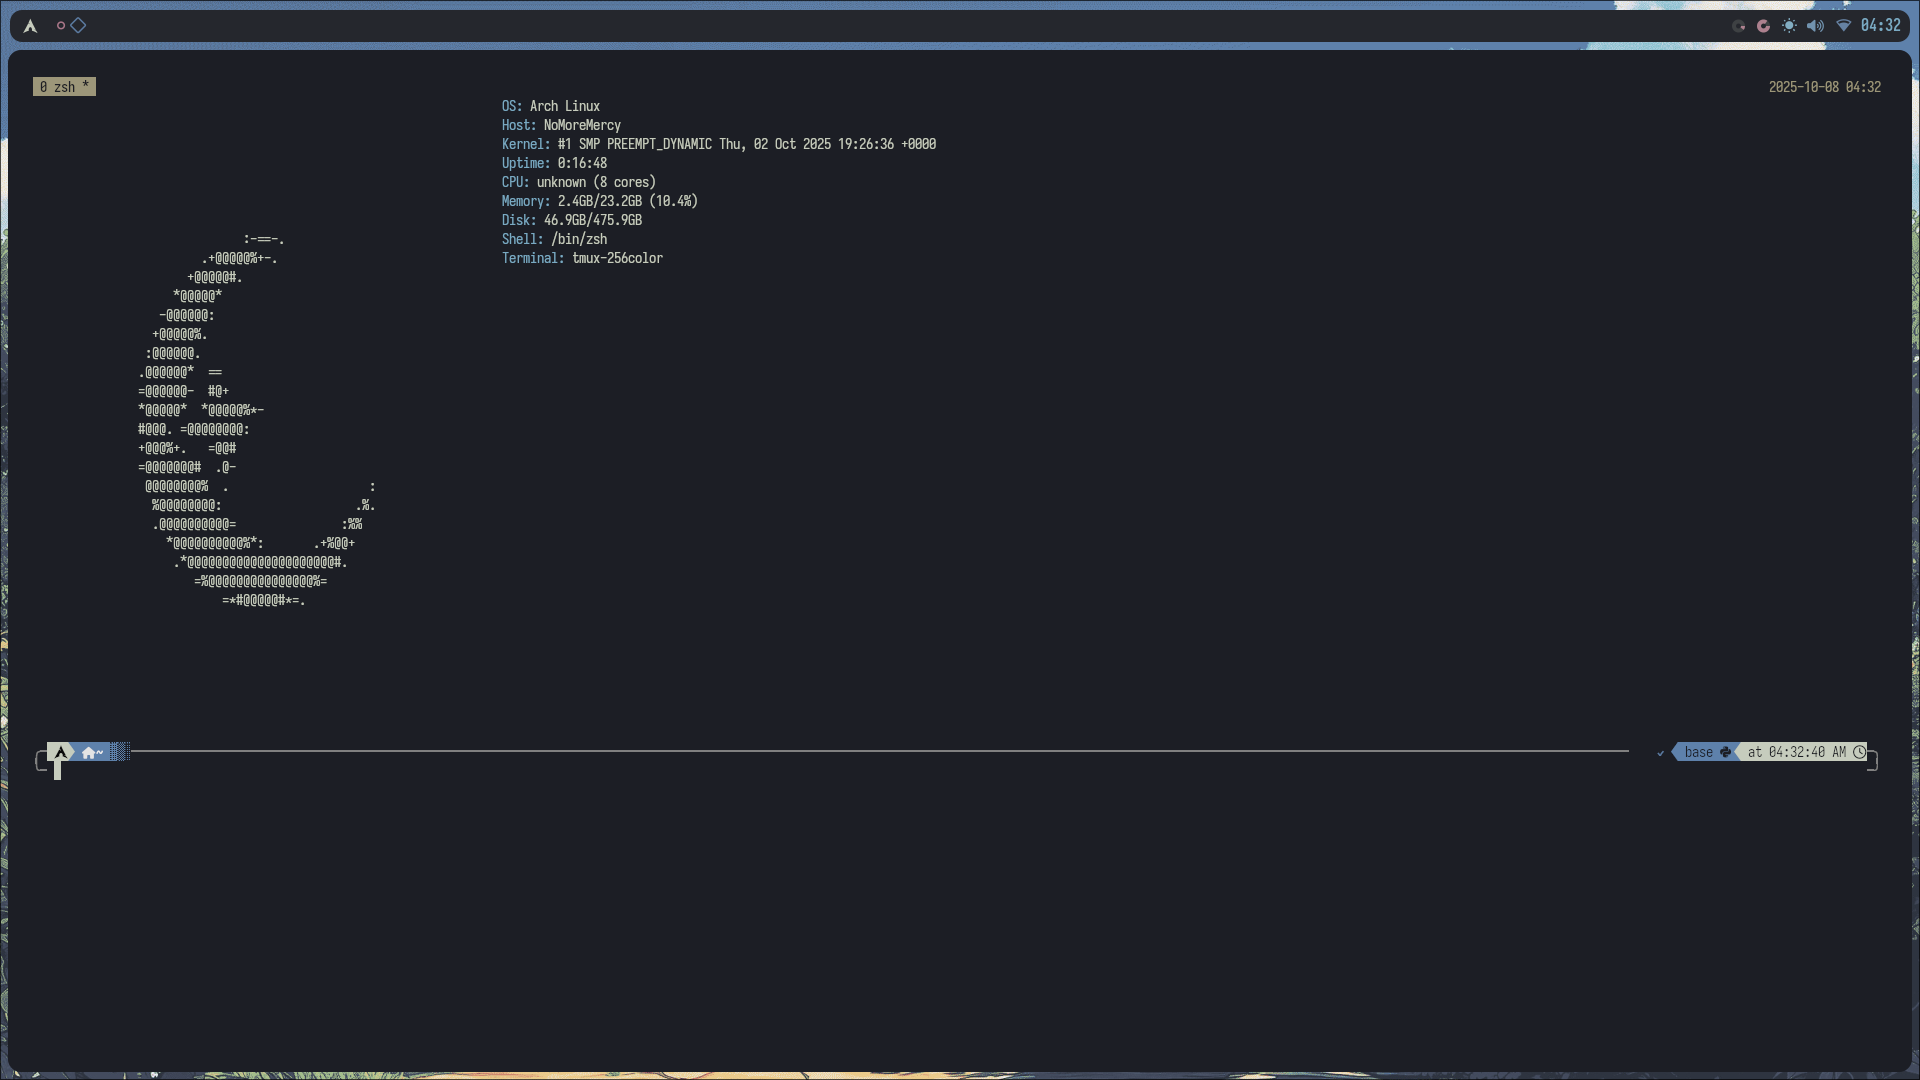 04:32
0 zsh *
2025-10-08 04:32
OS: Arch Linux
Host: NoMoreMercy
Kernel: #1 SMP PREEMPT_DYNAMIC Thu, 02 Oct 2025 19:26:36 +0000
Uptime: 0:16:48
CPU: unknown (8 cores)
Memory: 2.4GB/23.2GB (10.4%)
Disk: 46.9GB/475.9GB
Shell: /bin/zsh
Terminal: tmux-256color
:-==-.
.+@@@@@%+-.
+@@@@@#.
*@@@@@*
-@@@@@@:
+@@@@@%.
:@@@@@@.
.@@@@@@*  ==
=@@@@@@-  #@+
*@@@@@*  *@@@@@%*-
#@@@. =@@@@@@@@:
+@@@%+.   =@@#
=@@@@@@@#  .@-
@@@@@@@@%  .                    :
%@@@@@@@@:                   .%.
.@@@@@@@@@@=               :%%
*@@@@@@@@@@%*:       .+%@@+
.*@@@@@@@@@@@@@@@@@@@@@#.
=%@@@@@@@@@@@@@@@%=
=*#@@@@@#*=.
~
base
at 04:32:40 AM